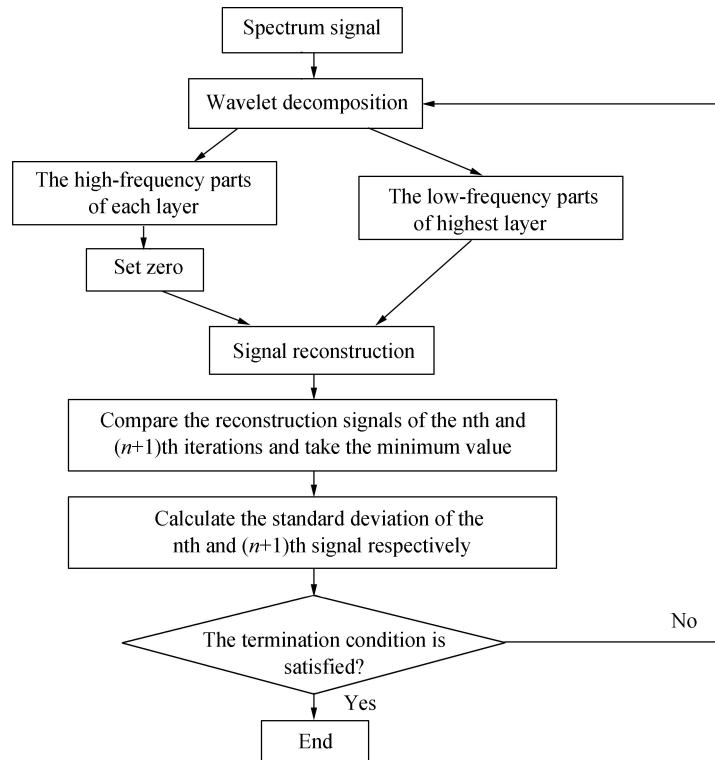 Spectrum signal
Wavelet decomposition
The high-frequency parts
of each layer
The low-frequency parts
of highest layer
Set zero
Signal reconstruction
Compare the reconstruction signals of the nth and
(n+1)th iterations and take the minimum value
Calculate the standard deviation of the
nth and (n+1)th signal respectively
The termination condition is
satisfied?
No
Yes
End